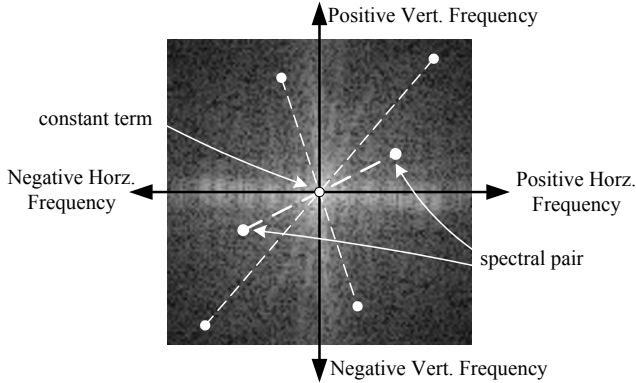 Positive Vert. Frequency
constant term
Negative Horz.
Frequency
Positive Horz.
Frequency
spectral pair
Negative Vert. Frequency